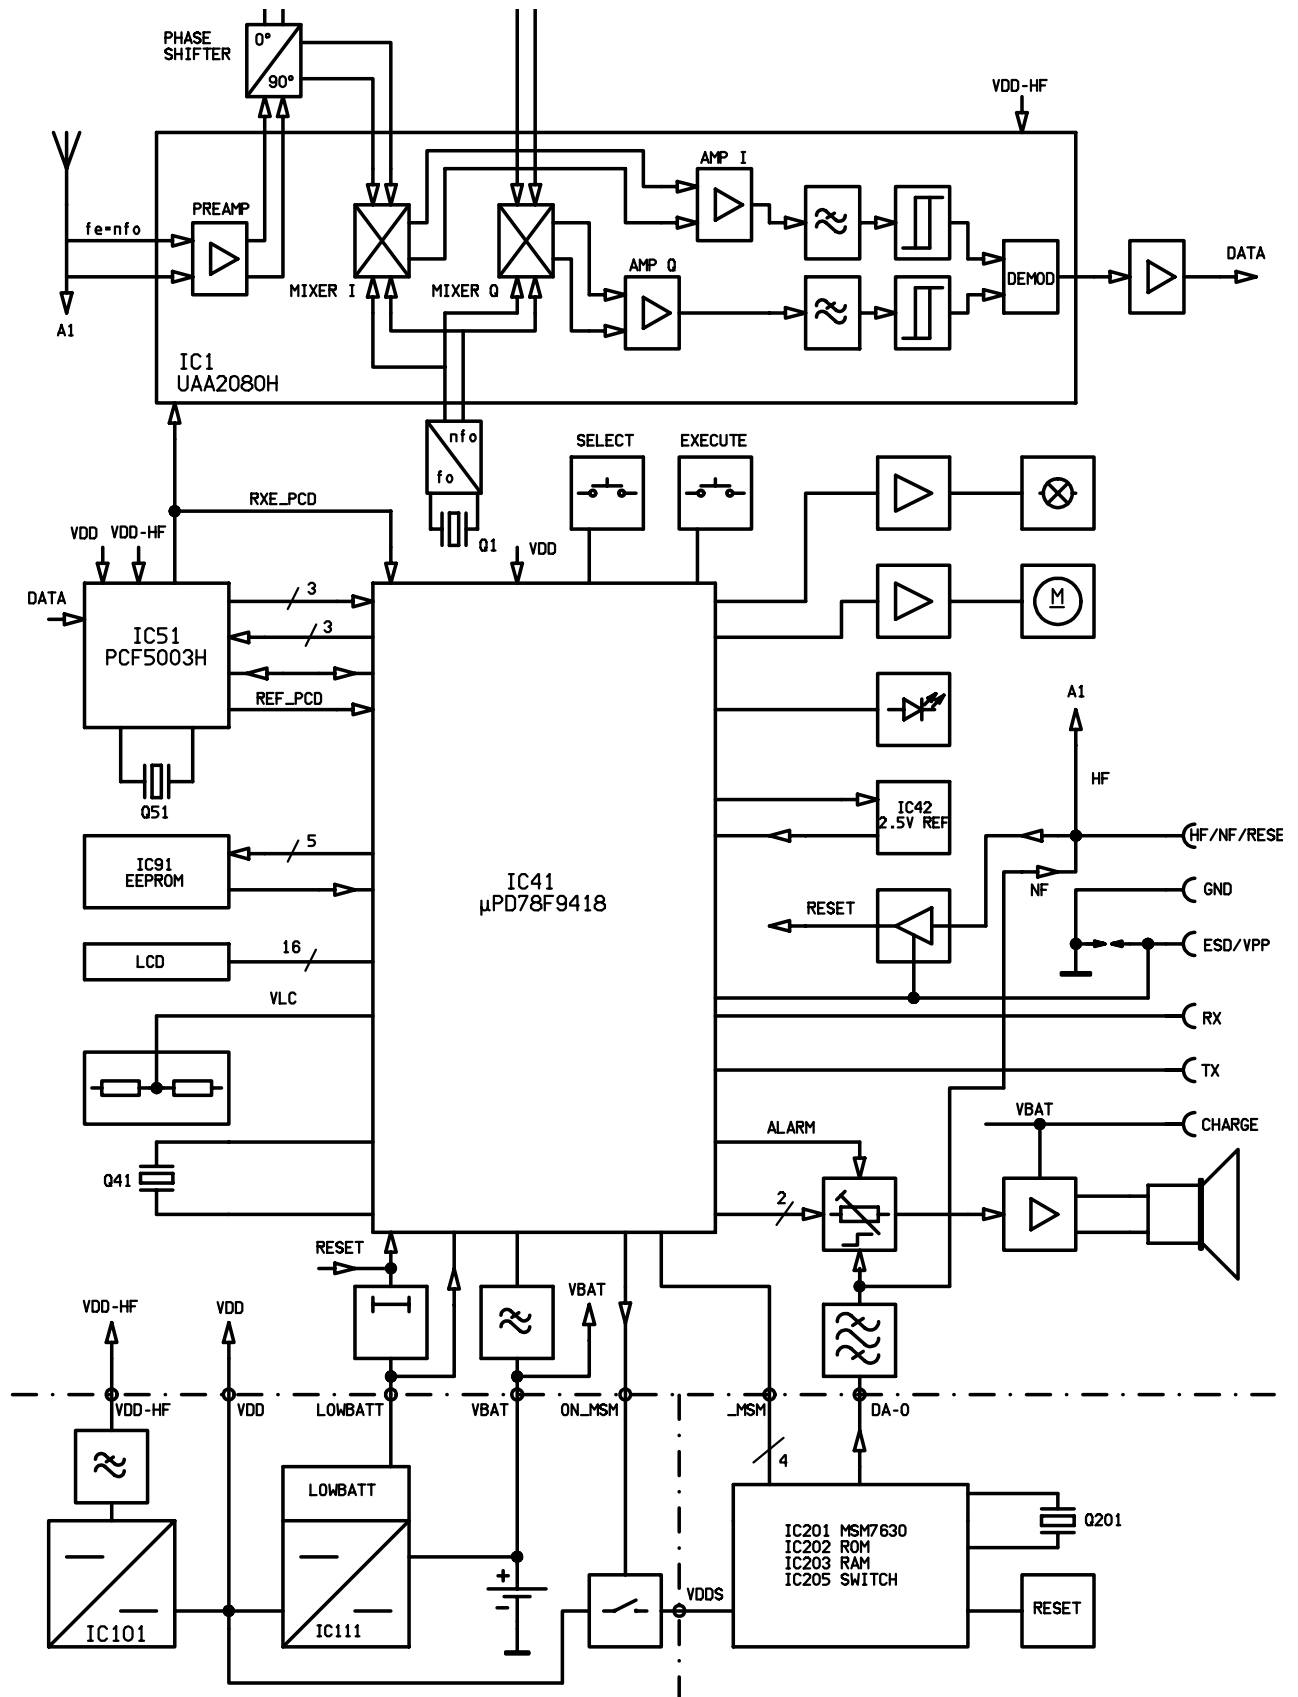 PHASE
SHIFTER
0°
90°
VDD-HF
AMP I
PREAMP
fe=nfo
MIXER I
MIXER Q
AMP Q
DEMOD
DATA
A1
IC1
UAA2080H
nfo
fo
SELECT
EXECUTE
RXE_PCD
VDD
VDD-HF
Q1
VDD
DATA
3
IC51
PCF5003H
3
M
REF_PCD
A1
Q51
HF
IC42
2.5V REF
HF/NF/RESE
5
IC91
EEPROM
IC41
µPD78F9418
NF
GND
RESET
LCD
16
ESD/VPP
VLC
RX
TX
VBAT
CHARGE
ALARM
Q41
2
RESET
VBAT
VDD-HF
VDD
VDD-HF
VDD
LOWBATT
VBAT
ON_MSM
_MSM
DA-O
4
LOWBATT
IC201 MSM7630
IC202 ROM
IC203 RAM
IC205 SWITCH
Q201
+
VDDS
-
RESET
IC101
IC111